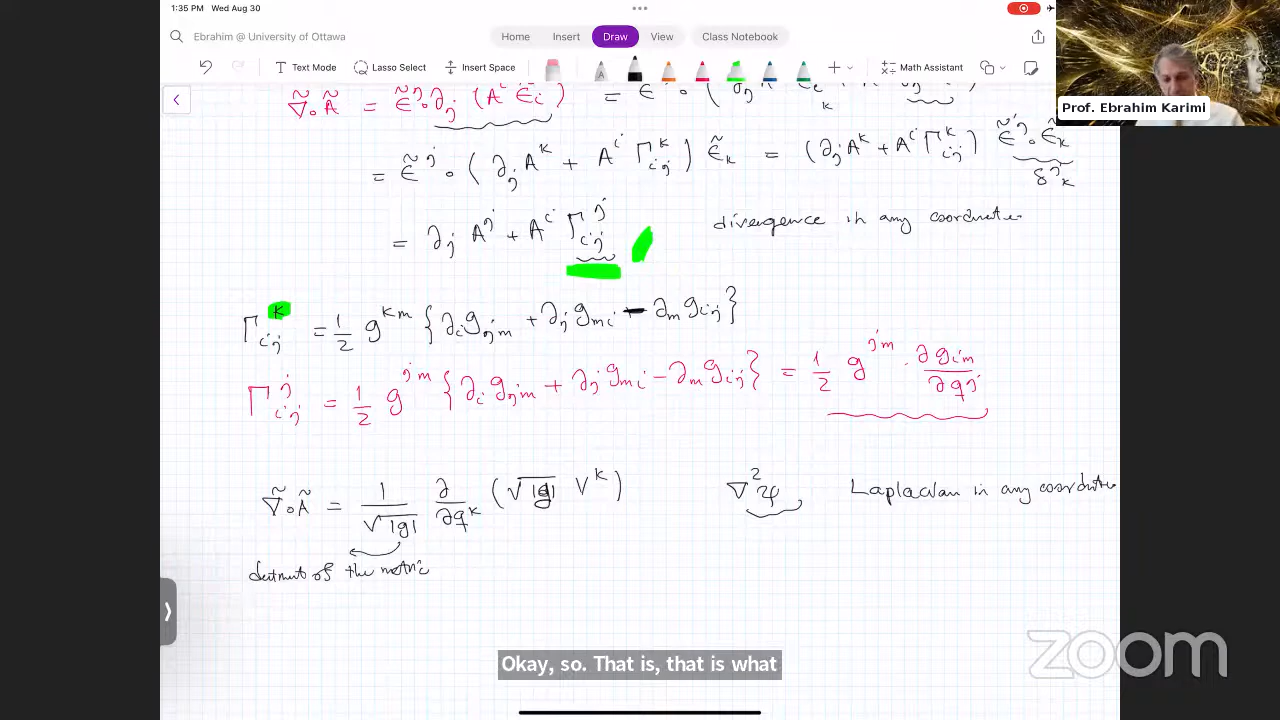 1:35 PM Wed Aug 30
Ebrahim @ University of Ottawa
Home Insert Draw View Class Notebook
Text Mode Lasso Select Insert Space Math Assistant
Prof. Ebrahim Karimi
∇̃∘Ã = ε̃^j∘∂_j (A^i ε̃_i)
= ε̃^j∘ (∂_j A^k + A^i Γ^k_{ij}) ε̃_k = (∂_j A^k + A^i Γ^k_{ij}) ε̃^j∘ε̃_k
δ^j_k
= ∂_j A^j + A^i Γ^j_{ij} divergence in any coordinates
Γ^k_{ij} = 1/2 g^{km} {∂_i g_{jm} + ∂_j g_{mi} - ∂_m g_{ij}}
Γ^j_{ij} = 1/2 g^{jm} {∂_i g_{jm} + ∂_j g_{mi} - ∂_m g_{ij}} = 1/2 g^{jm} · ∂g_{im}/∂q^j
∇̃∘Ã = 1/√|g| ∂/∂q^k (√|g| V^k) ∇²ψ Laplacian in any coordinates
of the metric
Okay, so. That is, that is what
zoom